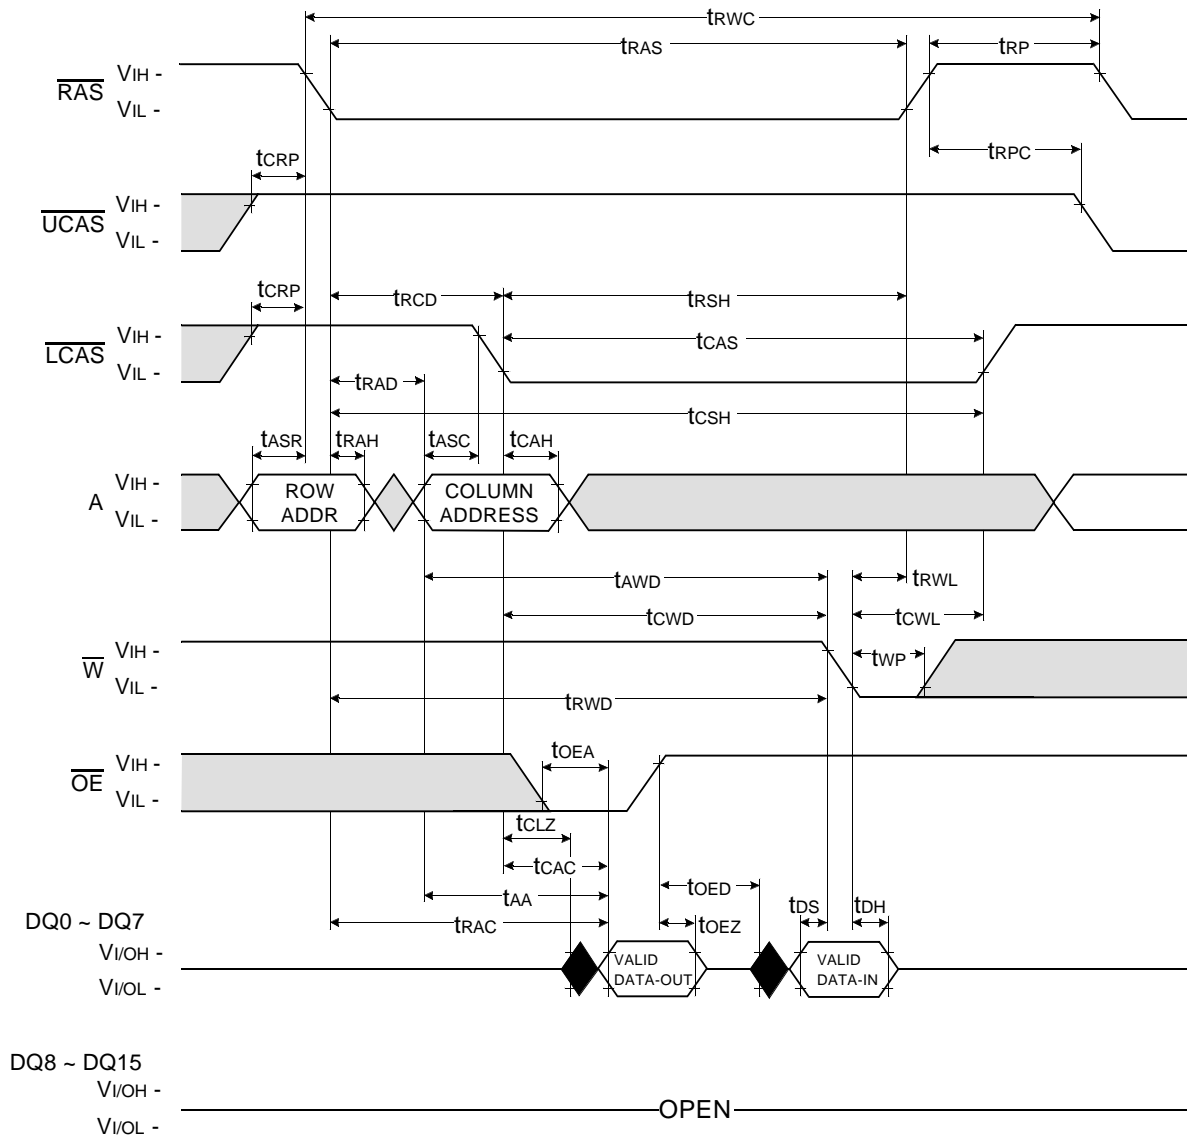 tRWC
tRAS
tRP
RAS
VIH -
VIL -
tCRP
tRPC
UCAS
VIH -
VIL -
tCRP
tRCD
tRSH
LCAS
VIH -
VIL -
tCAS
tRAD
tCSH
tASR
tRAH
tASC
tCAH
A
VIH -
VIL -
ROW
ADDR
COLUMN
ADDRESS
tAWD
tRWL
tCWD
tCWL
W
VIH -
VIL -
tWP
tRWD
OE
VIH -
VIL -
tOEA
tCLZ
tCAC
tAA
tOED
tRAC
tOEZ
tDS
tDH
DQ0 ~ DQ7
VI/OH -
VI/OL -
VALID
DATA-OUT
VALID
DATA-IN
DQ8 ~ DQ15
VI/OH -
VI/OL -
OPEN